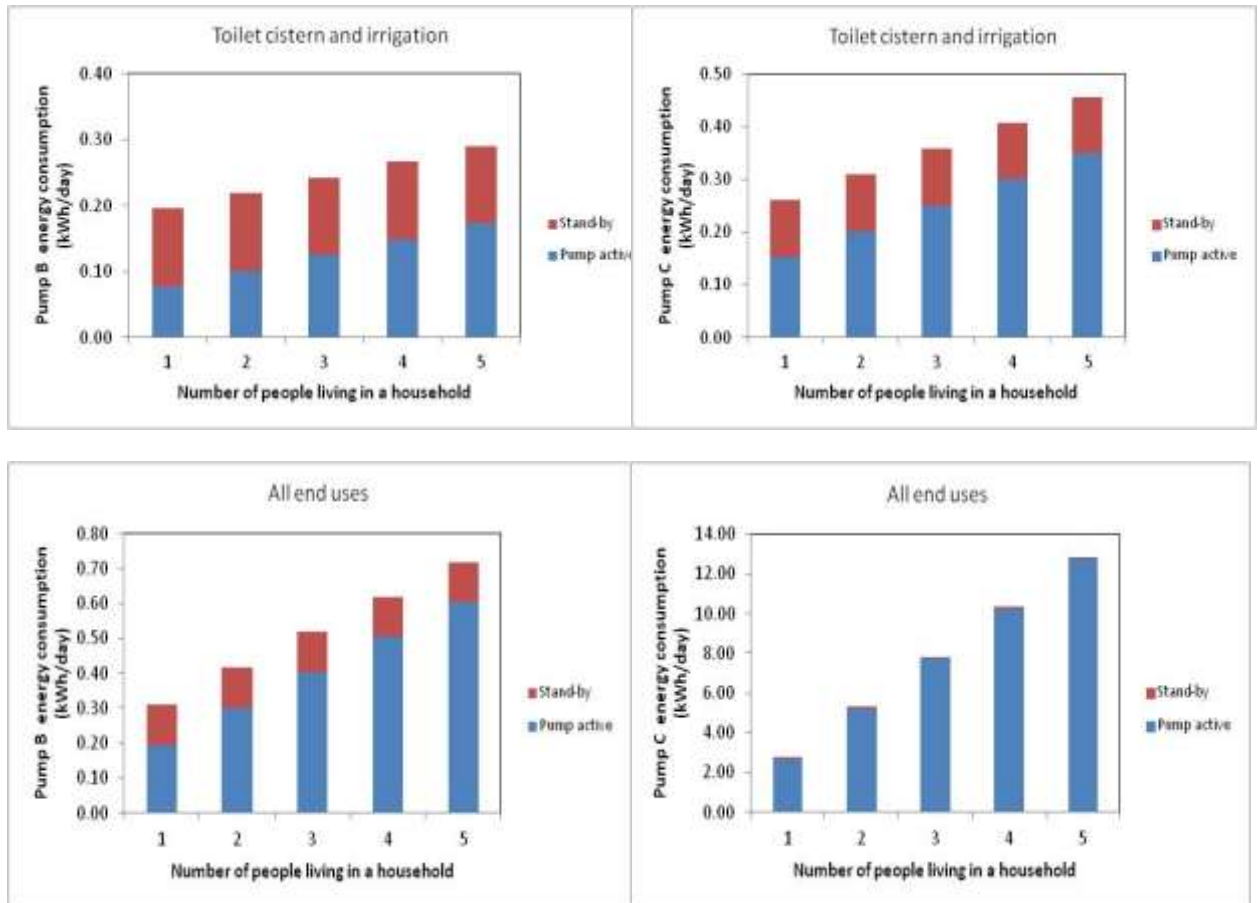 Toilet cistern and irrigation
Pump B energy consumption
(kWh/day)
0.40
0.30
0.20
0.10
0.00
1 2 3 4 5
Number of people living in a household
Stand-by
Pump active
Toilet cistern and irrigation
Pump C energy consumption
(kWh/day)
0.50
0.40
0.30
0.20
0.10
0.00
1 2 3 4 5
Number of people living in a household
Stand-by
Pump active
All end uses
Pump B energy consumption
(kWh/day)
0.80
0.70
0.60
0.50
0.40
0.30
0.20
0.10
0.00
1 2 3 4 5
Number of people living in a household
Stand-by
Pump active
All end uses
Pump C energy consumption
(kWh/day)
14.00
12.00
10.00
8.00
6.00
4.00
2.00
0.00
1 2 3 4 5
Number of people living in a household
Stand-by
Pump active